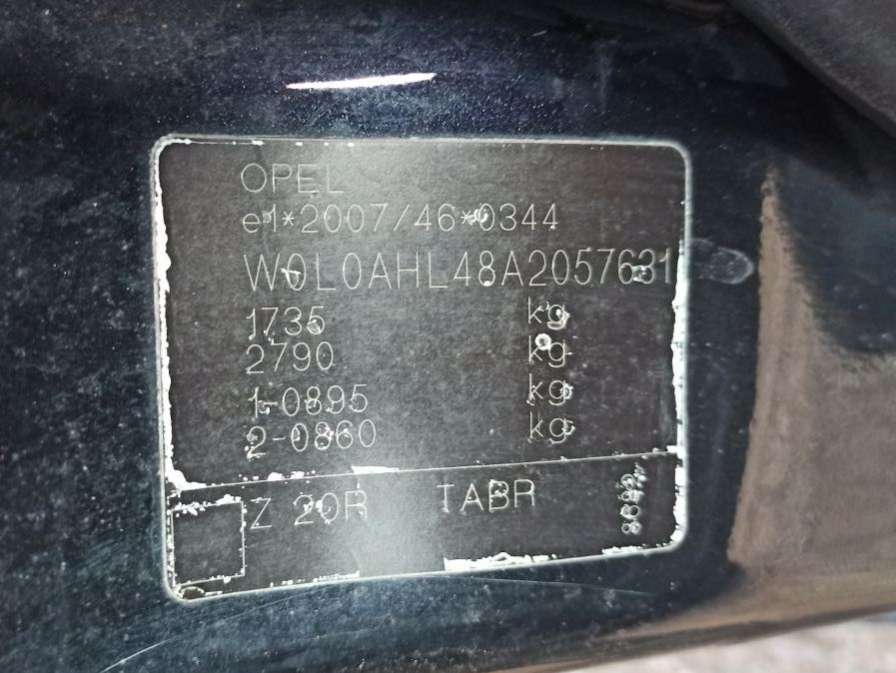 OPEL
e1*2007/46*0344
W0L0AHL48A2057631
1735 kg
2790 kg
1-0895 kg
2-0860 kg
Z 20R TABR